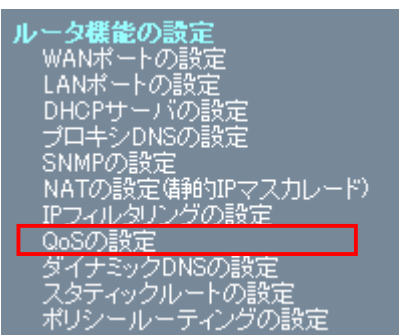 ルータ機能の設定
WANポートの設定
LANポートの設定
DHCPサーバの設定
プロキシDNSの設定
SNMPの設定
NATの設定(静的IPマスカレード)
IPフィルタリングの設定
QoSの設定
ダイナミックDNSの設定
スタティックルートの設定
ポリシールーティングの設定